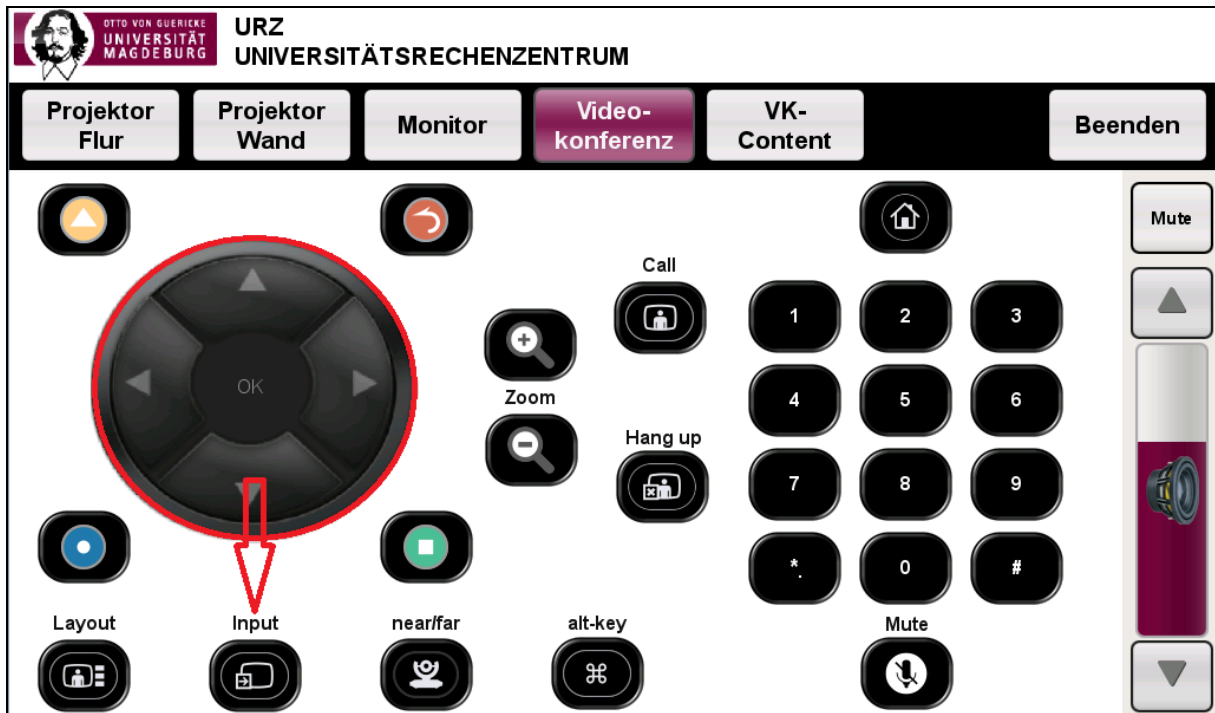 OTTO VON GUERICKE
UNIVERSITÄT
MAGDEBURG
URZ
UNIVERSITÄTSRECHENZENTRUM
Projektor
Flur
Projektor
Wand
Monitor
Video-
konferenz
VK-
Content
Beenden
Mute
Call
1
2
3
OK
Zoom
4
5
6
Hang up
7
8
9
*.
0
#
Layout
Input
near/far
alt-key
Mute